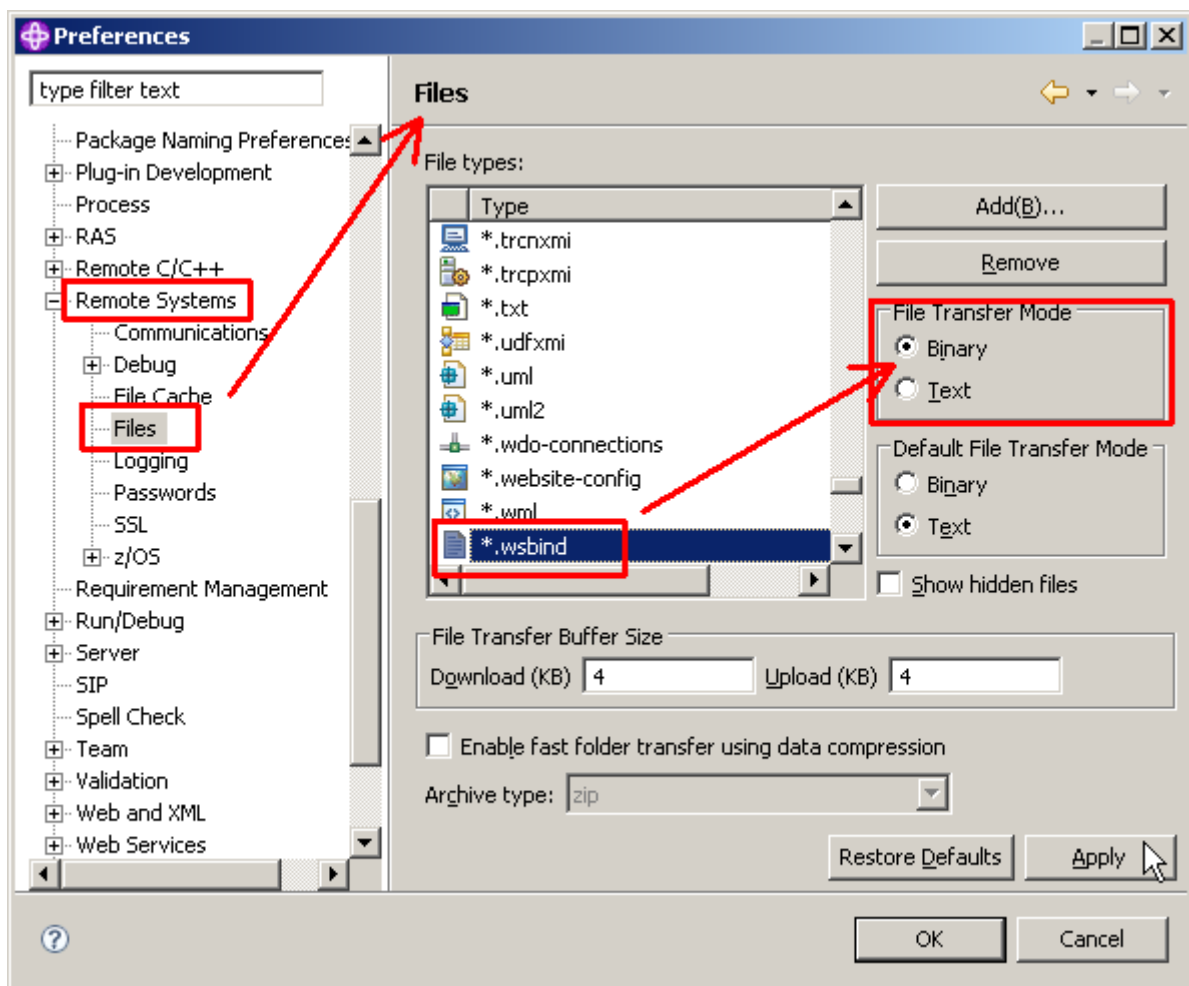 Preferences
type filter text
Package Naming Preferences
Plug-in Development
Process
RAS
Remote C/C++
Remote Systems
Communications
Debug
File Cache
Files
Logging
Passwords
SSL
z/OS
Requirement Management
Run/Debug
Server
SIP
Spell Check
Team
Validation
Web and XML
Web Services
Files
File types:
Type
*.trcnxmi
*.trcpxmi
*.txt
*.udfxmi
*.uml
*.uml2
*.wdo-connections
*.website-config
*.wml
*.wsbind
Add(B)...
Remove
File Transfer Mode
Binary
Text
Default File Transfer Mode
Binary
Text
Show hidden files
File Transfer Buffer Size
Download (KB) 4 Upload (KB) 4
Enable fast folder transfer using data compression
Archive type: zip
Restore Defaults Apply
? OK Cancel